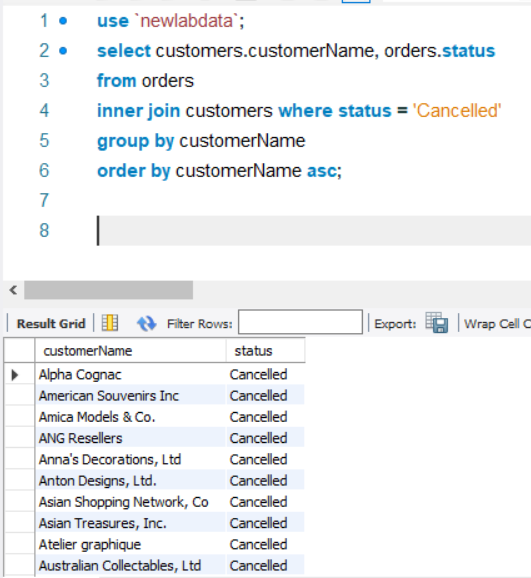 1 use `newlabdata`;
2 select customers.customerName, orders.status
3 from orders
4 inner join customers where status = 'Cancelled'
5 group by customerName
6 order by customerName asc;
7
8
Result Grid Filter Rows: Export: Wrap Cell C
customerName status
Alpha Cognac Cancelled
American Souvenirs Inc Cancelled
Amica Models & Co. Cancelled
ANG Resellers Cancelled
Anna's Decorations, Ltd Cancelled
Anton Designs, Ltd. Cancelled
Asian Shopping Network, Co Cancelled
Asian Treasures, Inc. Cancelled
Atelier graphique Cancelled
Australian Collectables, Ltd Cancelled